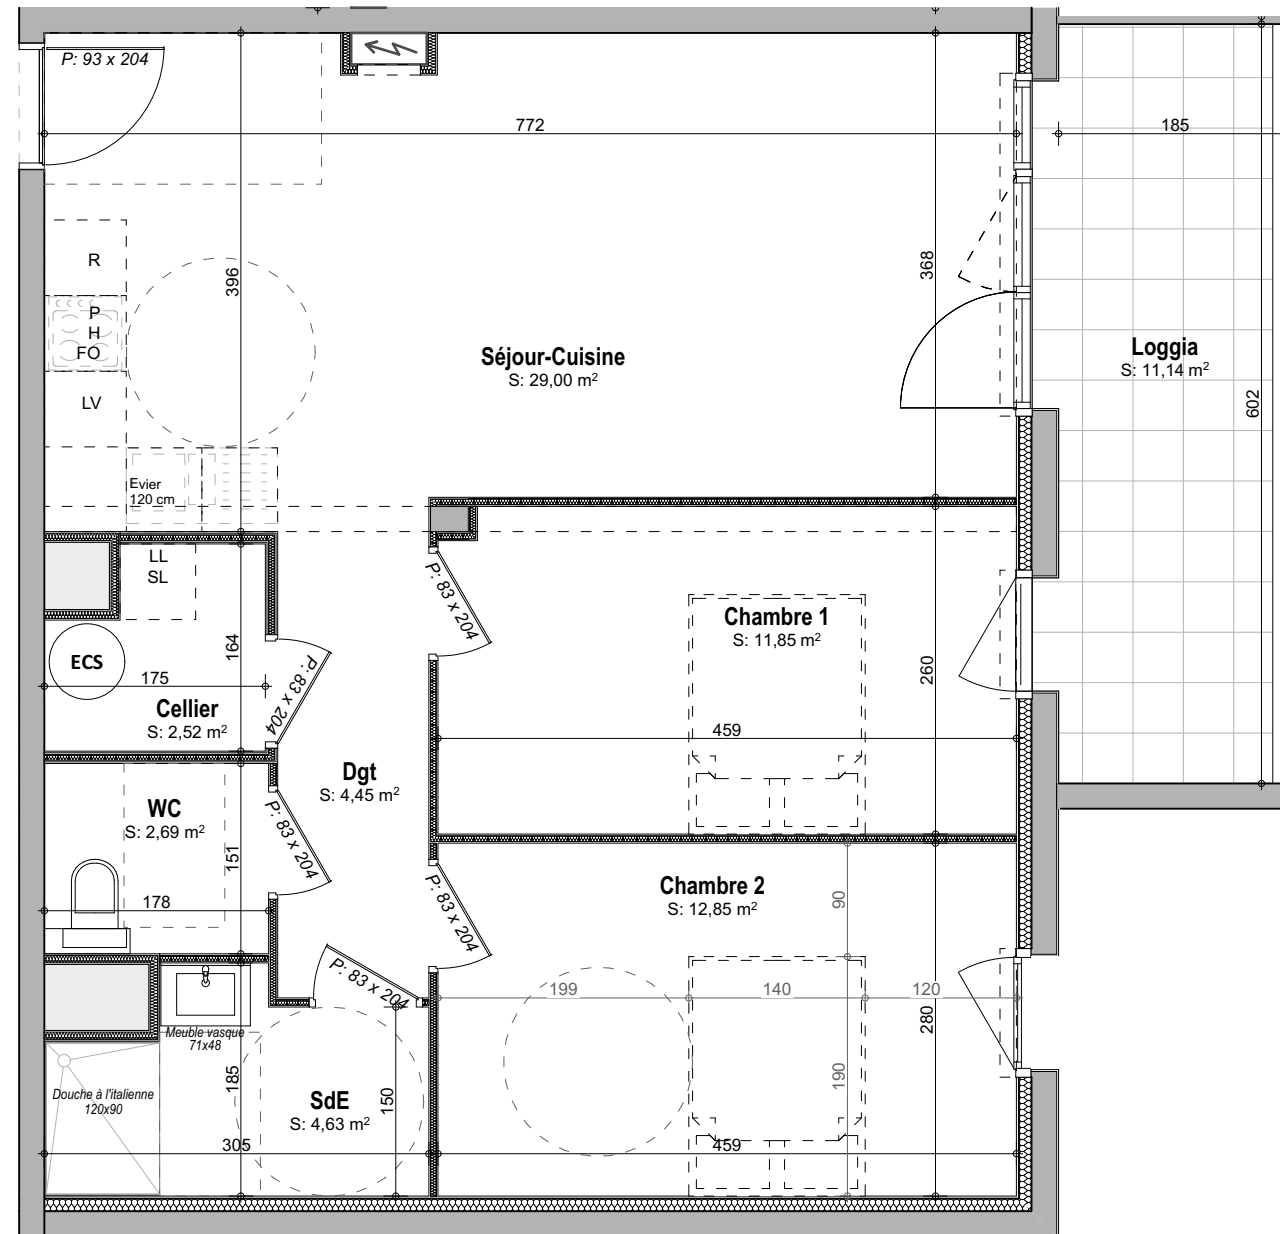 P: 93 x 204
772
185
R
396
368
P
H
FO
Séjour-Cuisine
S: 29,00 m²
Loggia
S: 11,14 m²
602
LV
Evier
120 cm
LL
SL
P: 83 x 204
Chambre 1
S: 11,85 m²
164
ECS
260
175
P: 83 x 204
Cellier
S: 2,52 m²
459
Dgt
S: 4,45 m²
WC
S: 2,69 m²
P: 83 x 204
151
178
Chambre 2
S: 12,85 m²
90
P: 83 x 204
P: 83 x 204
199
140
120
280
Meuble vasque
71x48
185
190
Douche à l'italienne
120x90
SdE
S: 4,63 m²
150
305
459